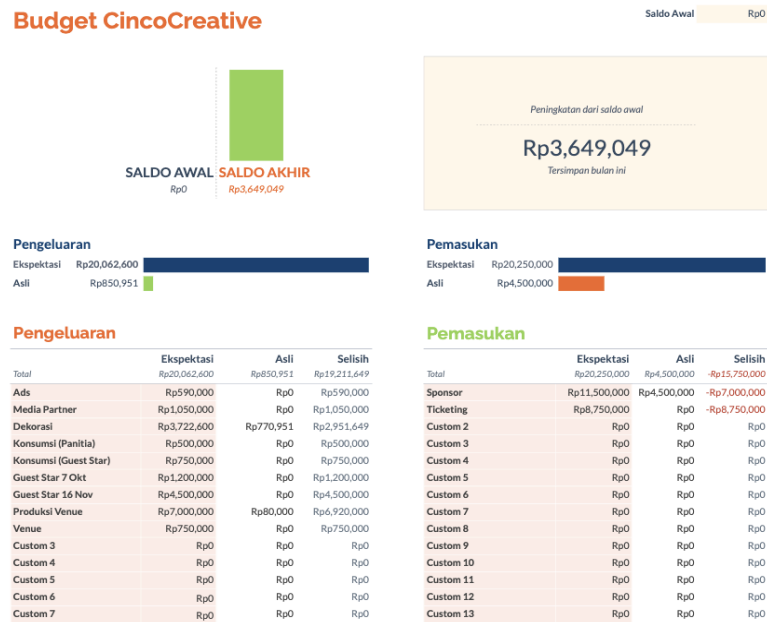 Budget CincoCreative
Saldo Awal Rp0
Peningkatan dari saldo awal
Rp3,649,049
Tersimpan bulan ini
SALDO AWAL SALDO AKHIR
Rp0 Rp3,649,049
Pengeluaran
Ekspektasi Rp20,062,600
Asli Rp850,951
Pemasukan
Ekspektasi Rp20,250,000
Asli Rp4,500,000
Pengeluaran
Ekspektasi Asli Selisih
Total Rp20,062,600 Rp850,951 Rp19,211,649
Ads Rp590,000 Rp0 Rp590,000
Media Partner Rp1,050,000 Rp0 Rp1,050,000
Dekorasi Rp3,722,600 Rp770,951 Rp2,951,649
Konsumsi (Panitia) Rp500,000 Rp0 Rp500,000
Konsumsi (Guest Star) Rp750,000 Rp0 Rp750,000
Guest Star 7 Okt Rp1,200,000 Rp0 Rp1,200,000
Guest Star 16 Nov Rp4,500,000 Rp0 Rp4,500,000
Produksi Venue Rp7,000,000 Rp80,000 Rp6,920,000
Venue Rp750,000 Rp0 Rp750,000
Custom 3 Rp0 Rp0 Rp0
Custom 4 Rp0 Rp0 Rp0
Custom 5 Rp0 Rp0 Rp0
Custom 6 Rp0 Rp0 Rp0
Custom 7 Rp0 Rp0 Rp0
Pemasukan
Ekspektasi Asli Selisih
Total Rp20,250,000 Rp4,500,000 -Rp15,750,000
Sponsor Rp11,500,000 Rp4,500,000 -Rp7,000,000
Ticketing Rp8,750,000 Rp0 -Rp8,750,000
Custom 2 Rp0 Rp0 Rp0
Custom 3 Rp0 Rp0 Rp0
Custom 4 Rp0 Rp0 Rp0
Custom 5 Rp0 Rp0 Rp0
Custom 6 Rp0 Rp0 Rp0
Custom 7 Rp0 Rp0 Rp0
Custom 8 Rp0 Rp0 Rp0
Custom 9 Rp0 Rp0 Rp0
Custom 10 Rp0 Rp0 Rp0
Custom 11 Rp0 Rp0 Rp0
Custom 12 Rp0 Rp0 Rp0
Custom 13 Rp0 Rp0 Rp0